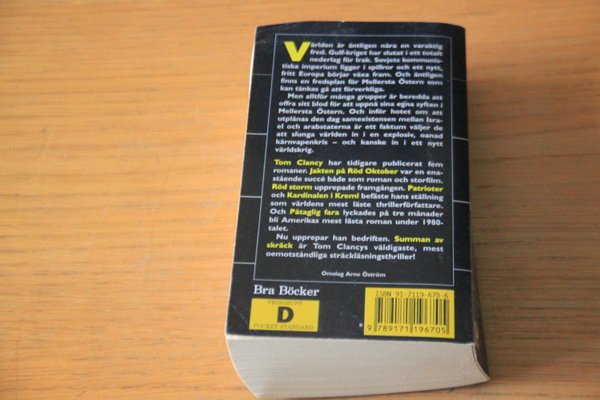 Världen är äntligen nära en varaktig
fred. Gulf-kriget har slutat i ett totalt
nederlag för Irak. Sovjets kommunis-
tiska imperium ligger i spillror och ett nytt,
fritt Europa börjar växa fram. Och äntligen
finns en fredsplan för Mellersta Östern som
kan tänkas gå att förverkliga.
Men alltför många grupper är beredda att
offra sitt blod för att uppnå sina egna syften i
Mellersta Östern. Och inför hotet om att
utplånas den dag samexistensen mellan Isra-
el och arabstaterna är ett faktum väljer de
att slunga världen in i en explosiv, oanad
kärnvapenkris – och kanske in i ett nytt
världskrig.
Tom Clancy har tidigare publicerat fem
romaner. Jakten på Röd Oktober var en ena-
stående succé både som roman och storfilm.
Röd storm upprepade framgången. Patrioter
och Kardinalen i Kreml befäste hans ställning
som världens mest läste thrillerförfattare.
Och Påtaglig fara lyckades på tre månader
bli Amerikas mest lästa roman under 1980-
talet.
Nu upprepar han bedriften. Summan av
skräck är Tom Clancys väldigaste, mest
oemotståndliga sträckläsningsthriller!
Omslag Arne Öström
Bra Böcker
PRISGRUPP
D
POCKET STANDARD
ISBN 91-7119-670-6
9 789171 196705